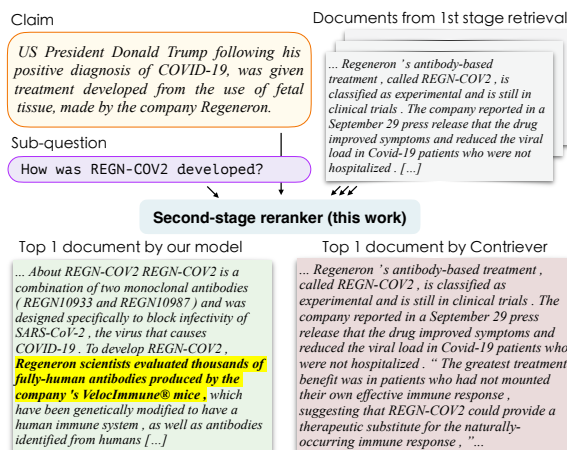 Claim
US President Donald Trump following his
positive diagnosis of COVID-19, was given
treatment developed from the use of fetal
tissue, made by the company Regeneron.
Sub-question
How was REGN-COV2 developed?
Documents from 1st stage retrieval
... Regeneron 's antibody-based
treatment , called REGN-COV2 , is
classified as experimental and is still in
clinical trials . The company reported in a
September 29 press release that the drug
improved symptoms and reduced the viral
load in Covid-19 patients who were not
hospitalized . [...]
Second-stage reranker (this work)
Top 1 document by our model
... About REGN-COV2 REGN-COV2 is a
combination of two monoclonal antibodies
( REGN10933 and REGN10987 ) and was
designed specifically to block infectivity of
SARS-CoV-2 , the virus that causes
COVID-19 . To develop REGN-COV2 ,
Regeneron scientists evaluated thousands of
fully-human antibodies produced by the
company 's VelocImmune® mice , which
have been genetically modified to have a
human immune system , as well as antibodies
identified from humans [...]
Top 1 document by Contriever
... Regeneron 's antibody-based treatment ,
called REGN-COV2 , is classified as
experimental and is still in clinical trials . The
company reported in a September 29 press
release that the drug improved symptoms and
reduced the viral load in Covid-19 patients who
were not hospitalized . “ The greatest treatment
benefit was in patients who had not mounted
their own effective immune response ,
suggesting that REGN-COV2 could provide a
therapeutic substitute for the naturally-
occurring immune response , ”...